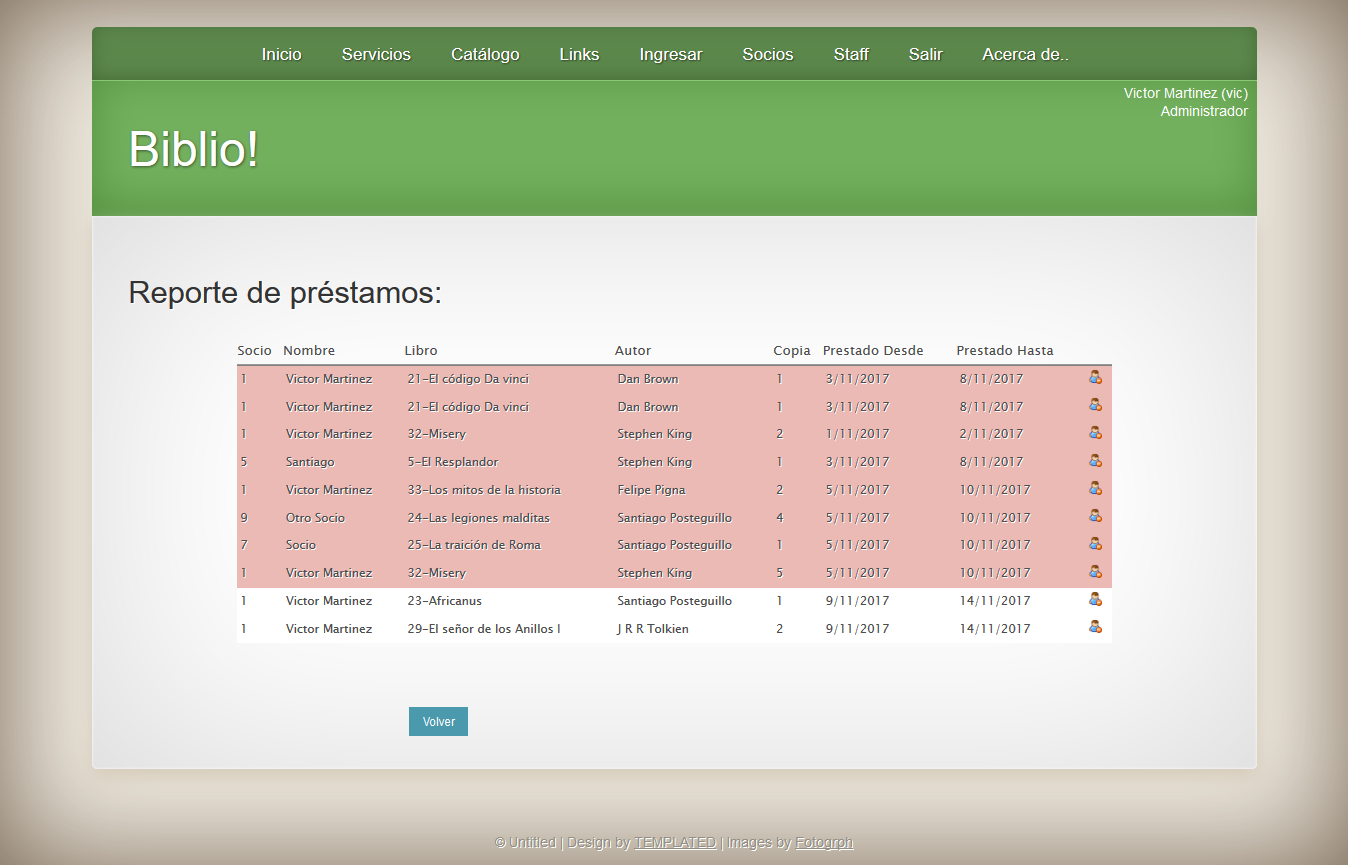 Inicio Servicios Catálogo Links Ingresar Socios Staff Salir Acerca de..
Victor Martinez (vic)
Administrador
Biblio!
Reporte de préstamos:
Socio Nombre Libro Autor Copia Prestado Desde Prestado Hasta
1 Victor Martinez 21-El código Da vinci Dan Brown 1 3/11/2017 8/11/2017
1 Victor Martinez 21-El código Da vinci Dan Brown 1 3/11/2017 8/11/2017
1 Victor Martinez 32-Misery Stephen King 2 1/11/2017 2/11/2017
5 Santiago 5-El Resplandor Stephen King 1 3/11/2017 8/11/2017
1 Victor Martinez 33-Los mitos de la historia Felipe Pigna 2 5/11/2017 10/11/2017
9 Otro Socio 24-Las legiones malditas Santiago Posteguillo 4 5/11/2017 10/11/2017
7 Socio 25-La traición de Roma Santiago Posteguillo 1 5/11/2017 10/11/2017
1 Victor Martinez 32-Misery Stephen King 5 5/11/2017 10/11/2017
1 Victor Martinez 23-Africanus Santiago Posteguillo 1 9/11/2017 14/11/2017
1 Victor Martinez 29-El señor de los Anillos I J R R Tolkien 2 9/11/2017 14/11/2017
Volver
© Untitled | Design by TEMPLATED | Images by Fotogrph